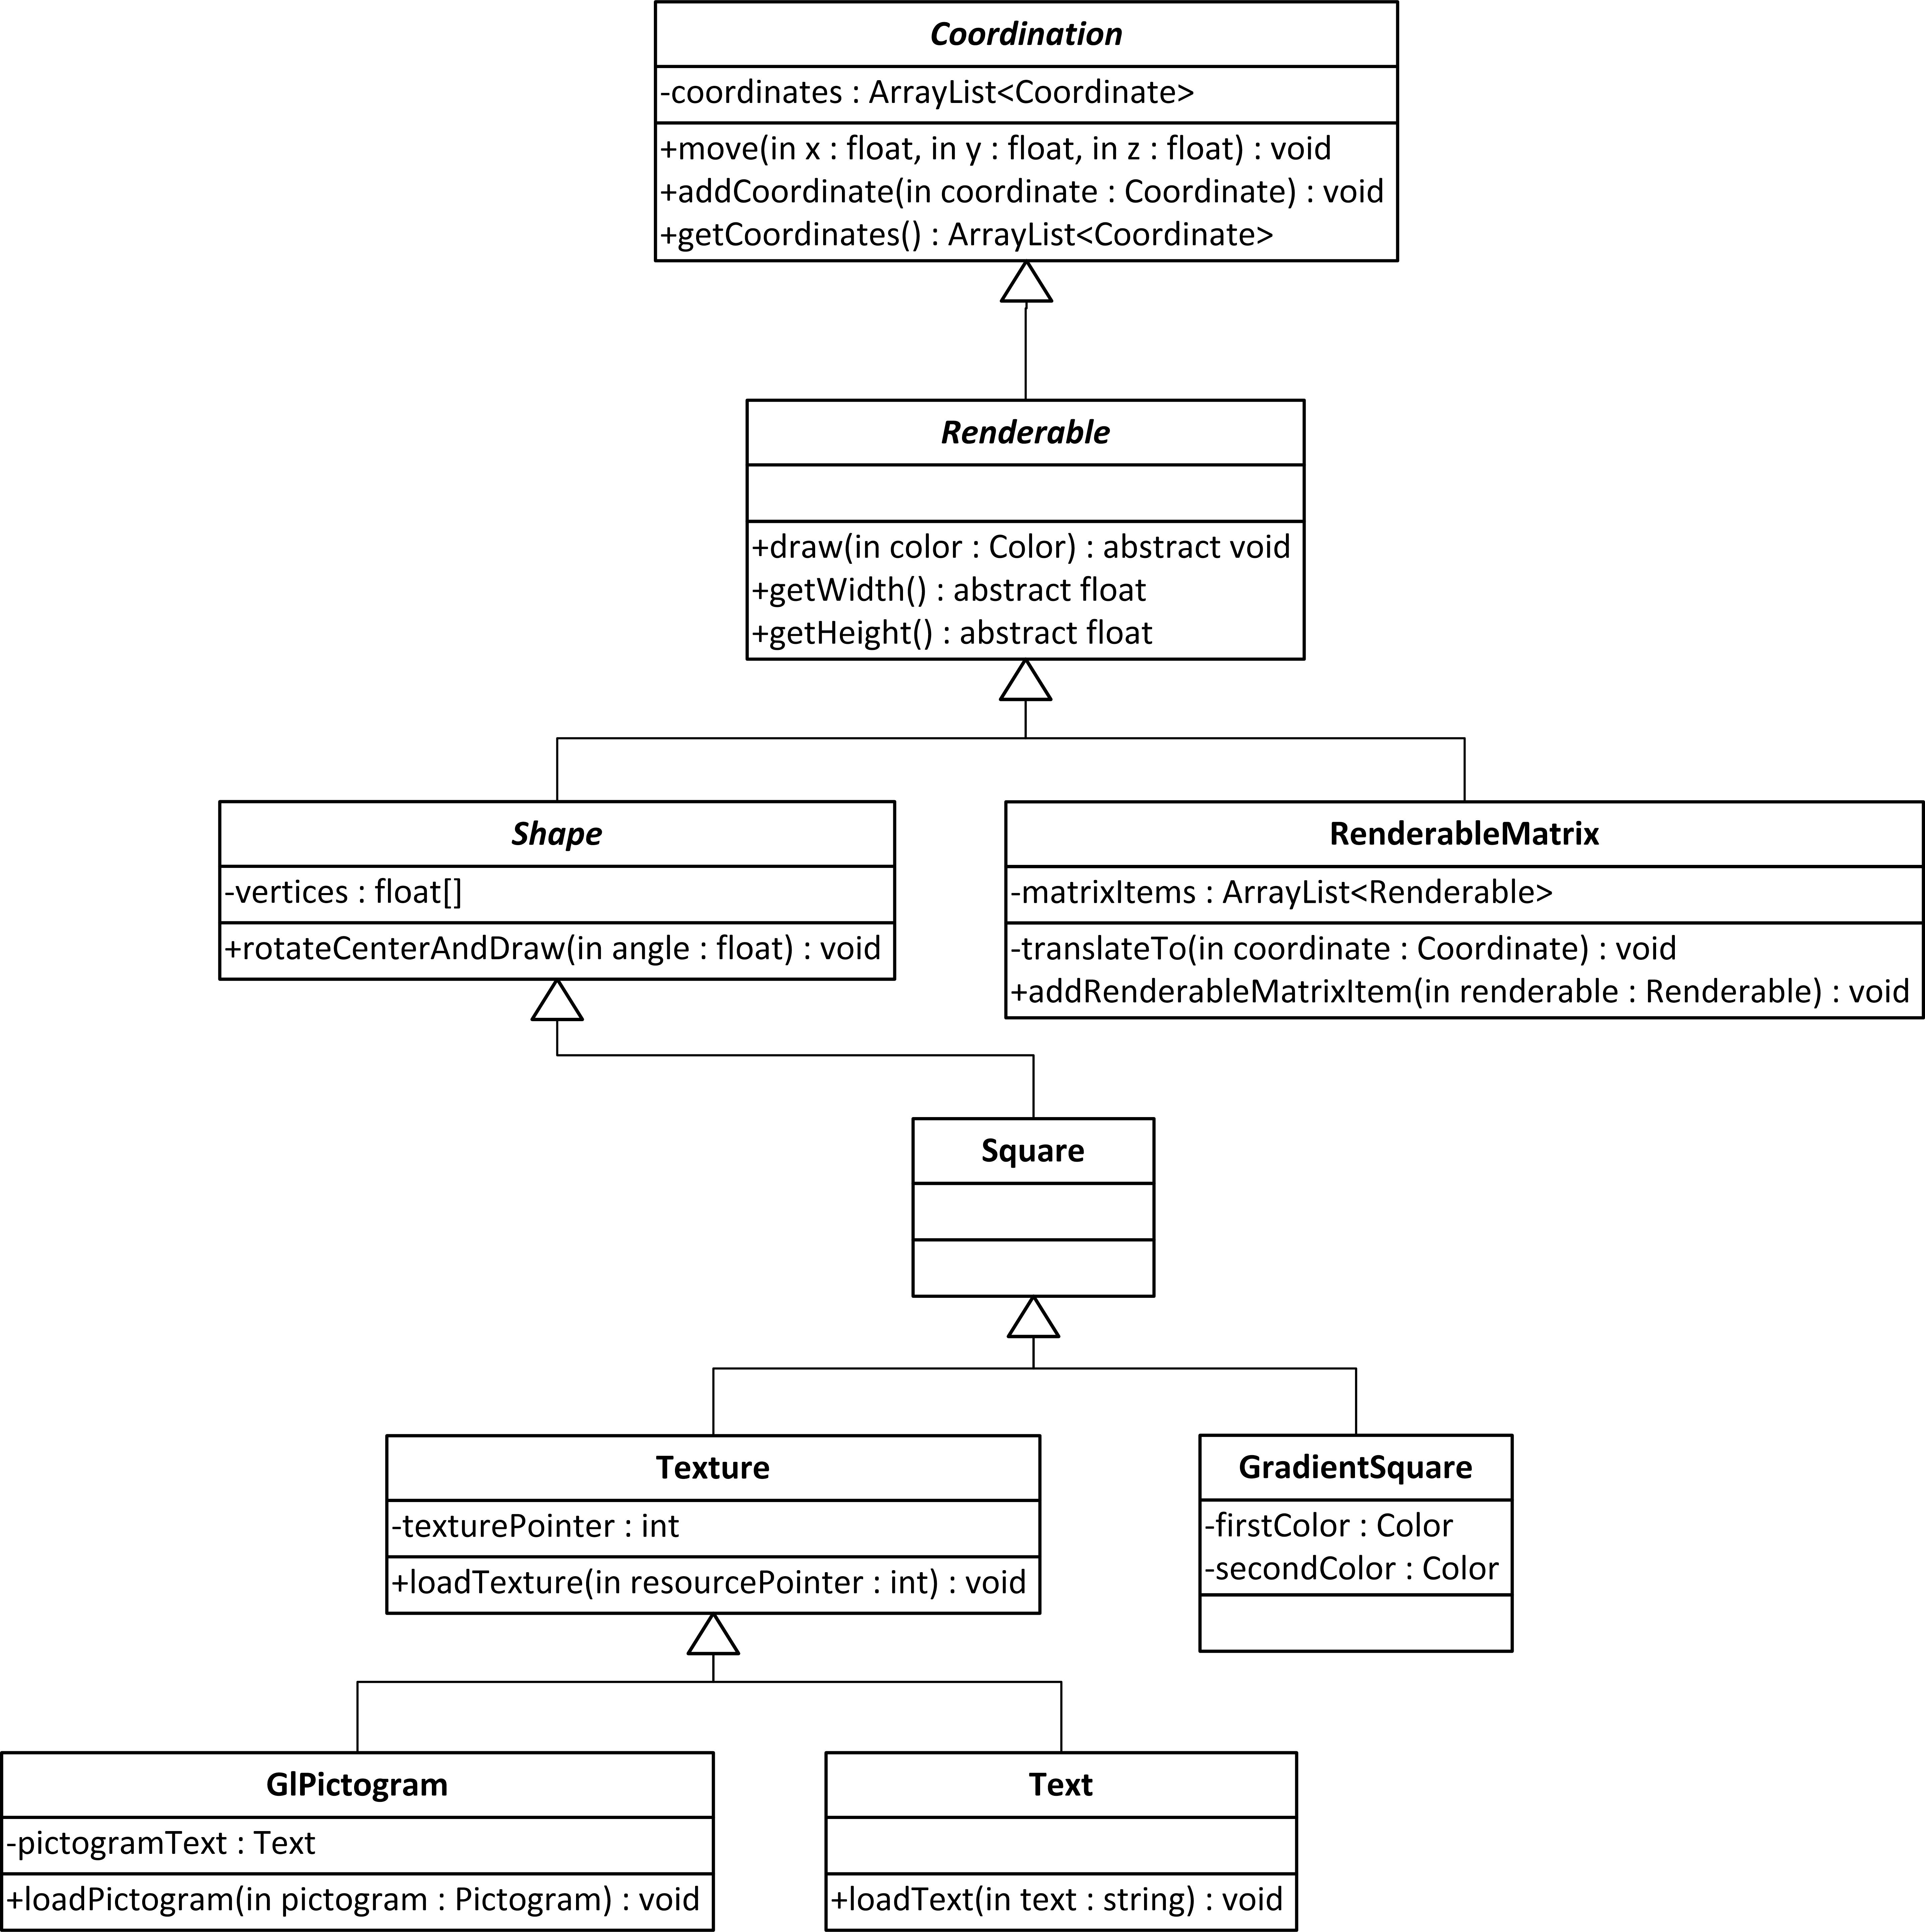 Coordination
-coordinates : ArrayList<Coordinate>
+move(in x : float, in y : float, in z : float) : void
+addCoordinate(in coordinate : Coordinate) : void
+getCoordinates() : ArrayList<Coordinate>
Renderable
+draw(in color : Color) : abstract void
+getWidth() : abstract float
+getHeight() : abstract float
Shape
-vertices : float[]
+rotateCenterAndDraw(in angle : float) : void
RenderableMatrix
-matrixItems : ArrayList<Renderable>
-translateTo(in coordinate : Coordinate) : void
+addRenderableMatrixItem(in renderable : Renderable) : void
Square
Texture
-texturePointer : int
+loadTexture(in resourcePointer : int) : void
GradientSquare
-firstColor : Color
-secondColor : Color
GlPictogram
-pictogramText : Text
+loadPictogram(in pictogram : Pictogram) : void
Text
+loadText(in text : string) : void